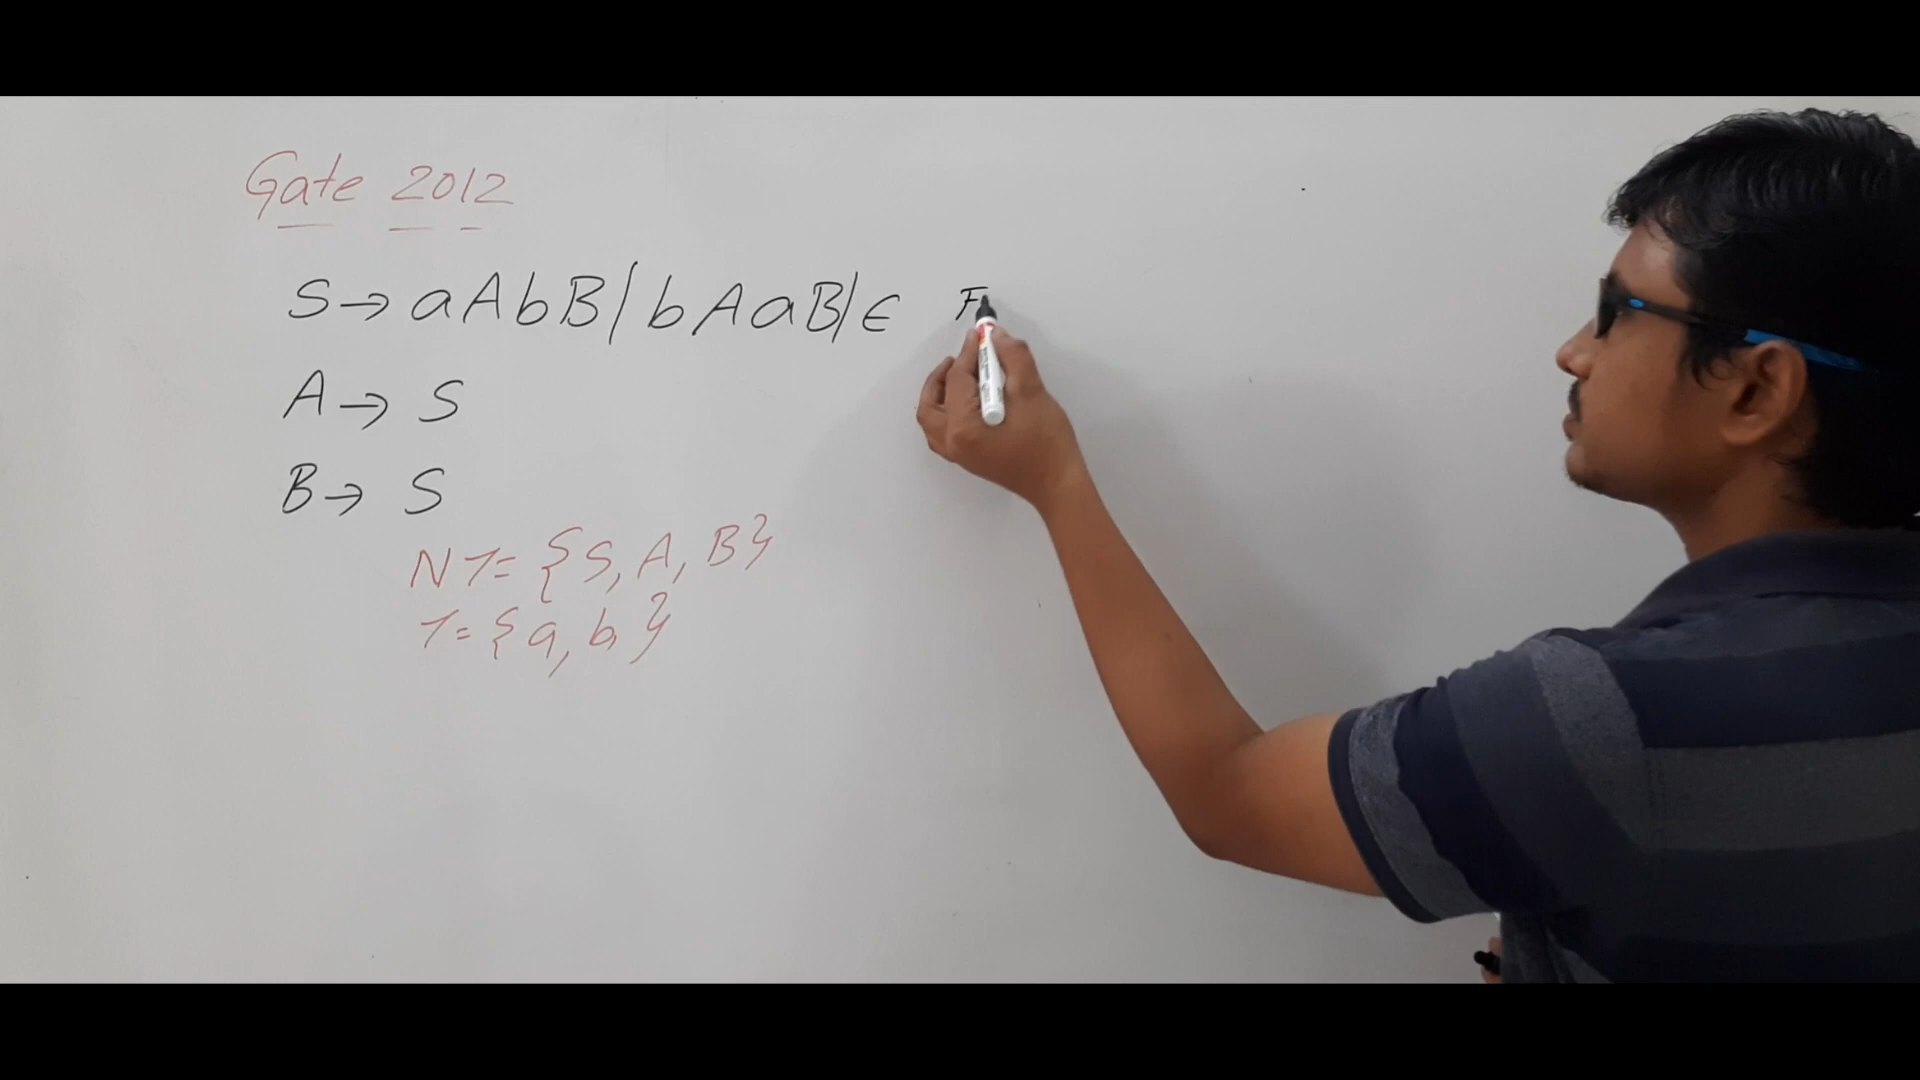 Gate 2012
S→ aAbB/bAaB/ϵ F
A→ S
B→ S
NT= {S, A, B}
T= {a, b}